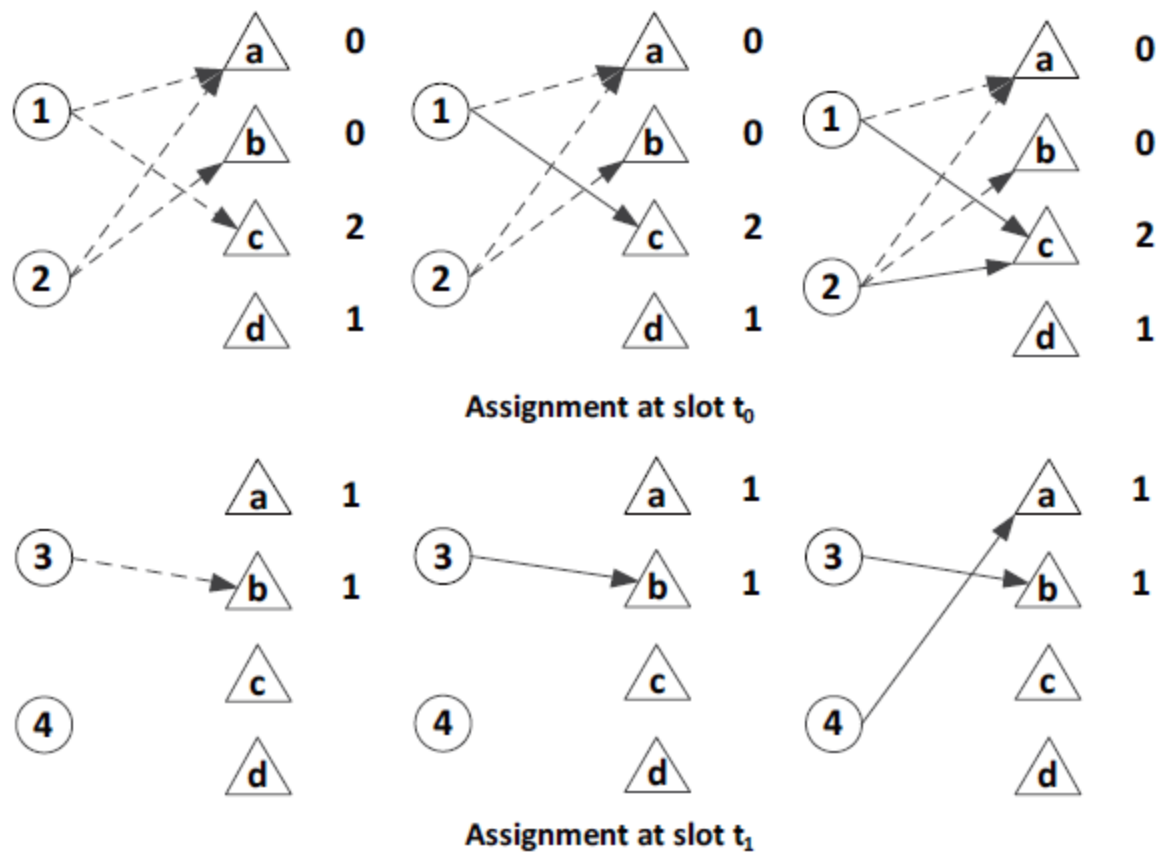 a 0 a 0 a 0
1 1 1
b 0 b 0 b 0
c 2 c 2 c 2
2 2 2
d 1 d 1 d 1
Assignment at slot t₀
a 1 a 1 a 1
3 3 3
b 1 b 1 b 1
c c c
4 4 4
d d d
Assignment at slot t₁